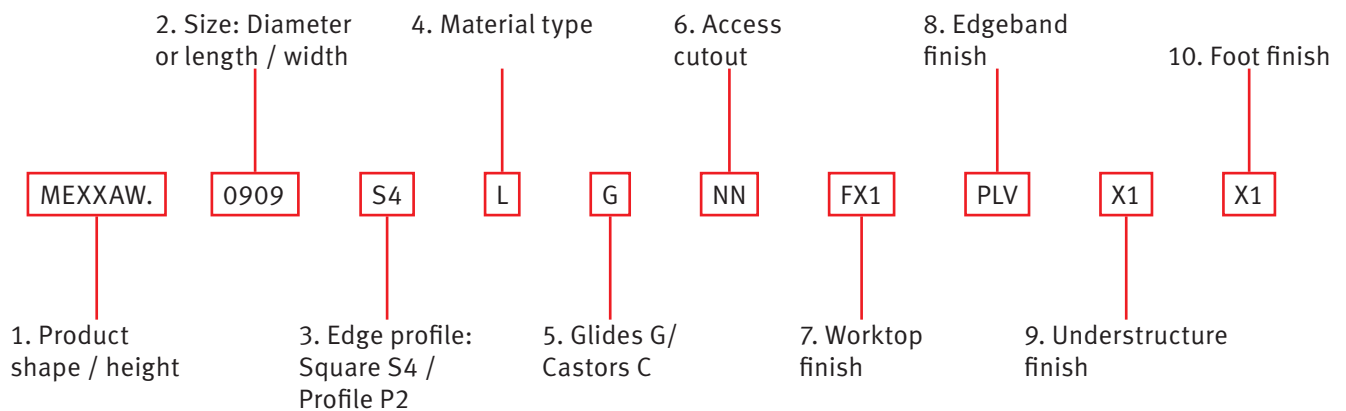 2. Size: Diameter
or length / width
4. Material type
6. Access
cutout
8. Edgeband
finish
10. Foot finish
MEXXAW.
0909
S4
L
G
NN
FX1
PLV
X1
X1
1. Product
shape / height
3. Edge profile:
Square S4 /
Profile P2
5. Glides G/
Castors C
7. Worktop
finish
9. Understructure
finish